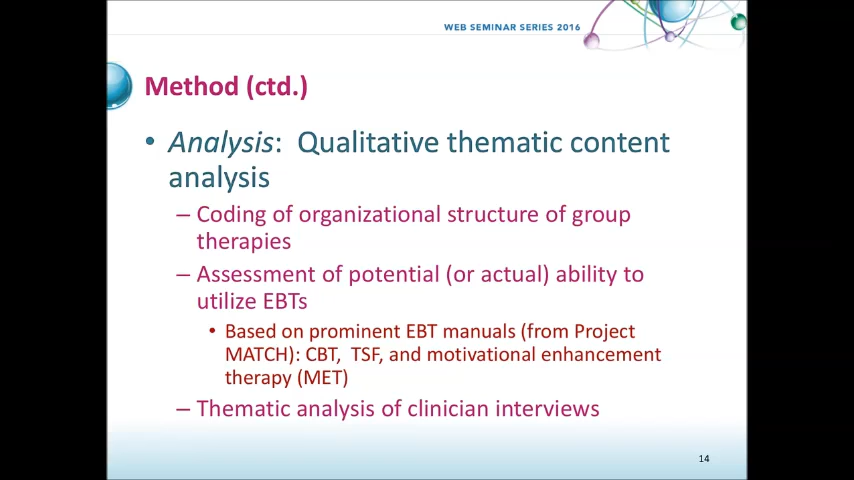 WEB SEMINAR SERIES 2016
Method (ctd.)
• Analysis: Qualitative thematic content
analysis
– Coding of organizational structure of group
therapies
– Assessment of potential (or actual) ability to
utilize EBTs
• Based on prominent EBT manuals (from Project
MATCH): CBT, TSF, and motivational enhancement
therapy (MET)
– Thematic analysis of clinician interviews
14